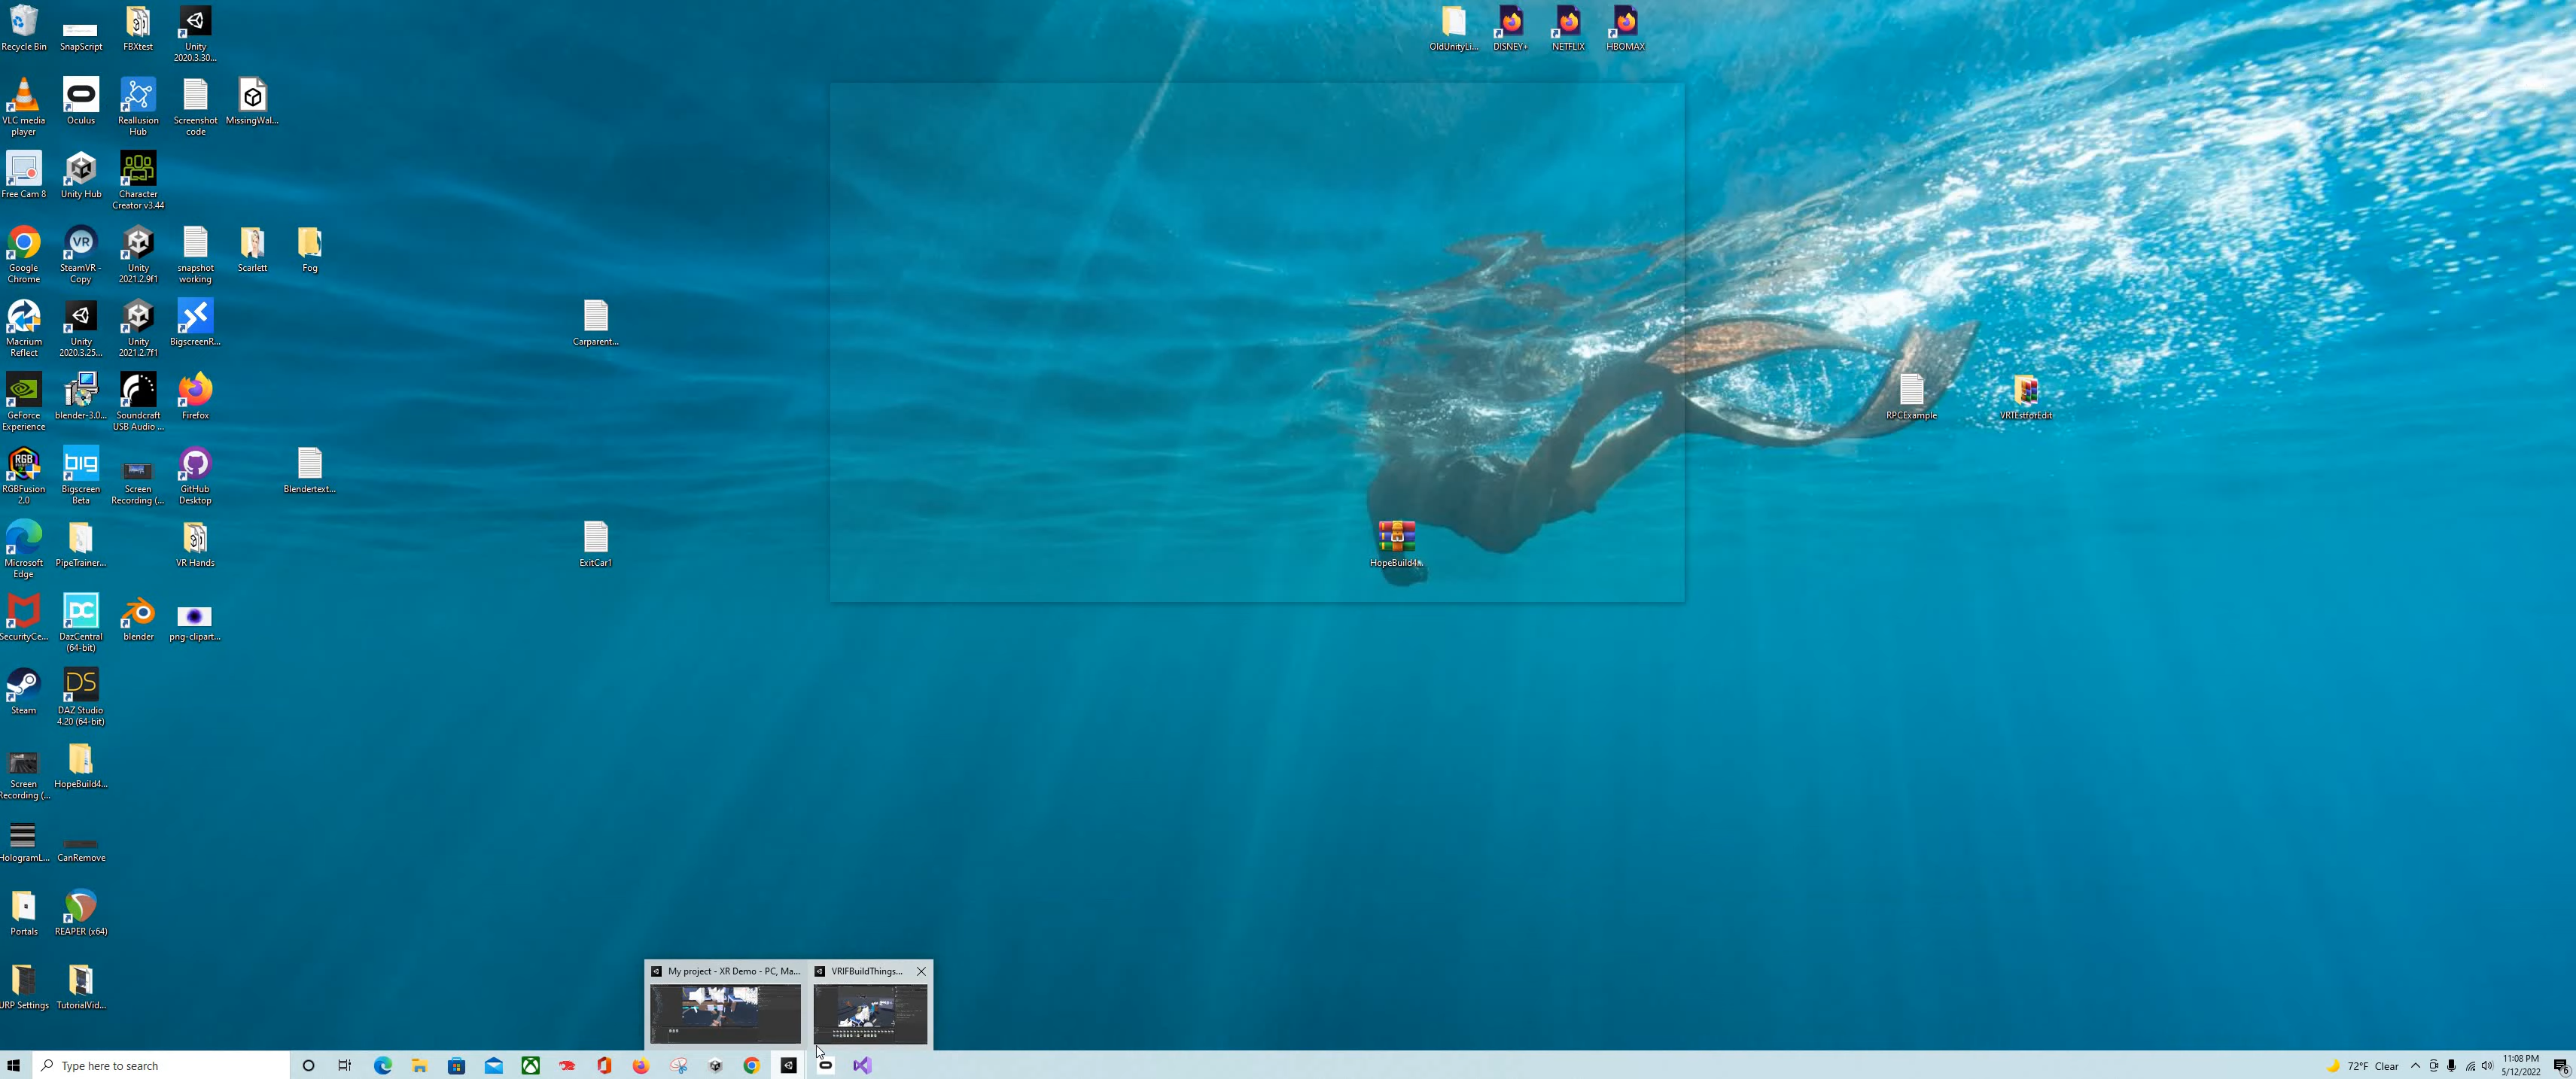 Recycle Bin
SnapScript
FBXtest
Unity
2020.3.30...
OldUnityLi...
DISNEY+
NETFLIX
HBOMAX
VLC media
player
Oculus
Reallusion
Hub
Screenshot
code
MissingWal...
Free Cam 8
Unity Hub
Character
Creator v3.44
Google
Chrome
VR
SteamVR -
Copy
Unity
2021.2.9f1
snapshot
working
Scarlett
Fog
Macrium
Reflect
Unity
2020.3.25...
Unity
2021.2.7f1
BigscreenR...
Carparent...
GeForce
Experience
blender-3.0...
Soundcraft
USB Audio ...
Firefox
RPCExample
VRTEstforEdit
RGB
RGBFusion
2.0
big
Bigscreen
Beta
Screen
Recording (...
GitHub
Desktop
Blendertext...
Microsoft
Edge
PipeTrainer...
VR Hands
ExitCar1
HopeBuild4...
SecurityCe...
DC
DazCentral
(64-bit)
blender
png-clipart...
Steam
DS
DAZ Studio
4.20 (64-bit)
Screen
Recording (...
HopeBuild4...
HologramL...
CanRemove
Portals
REAPER (x64)
URP Settings
TutorialVid...
My project - XR Demo - PC, Ma...
VRIFBuildThings...
Type here to search
72°F Clear
11:08 PM
5/12/2022
6